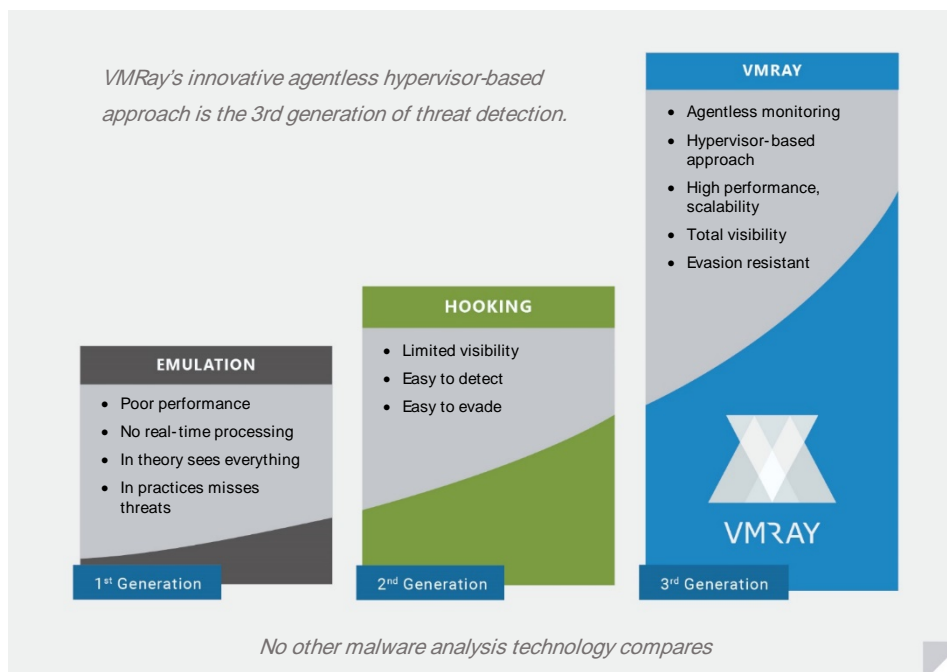 VMRay's innovative agentless hypervisor-based
approach is the 3rd generation of threat detection.
EMULATION
• Poor performance
• No real-time processing
• In theory sees everything
• In practices misses
threats
1st Generation
HOOKING
• Limited visibility
• Easy to detect
• Easy to evade
2nd Generation
VMRAY
• Agentless monitoring
• Hypervisor-based
approach
• High performance,
scalability
• Total visibility
• Evasion resistant
VMRAY
3rd Generation
No other malware analysis technology compares